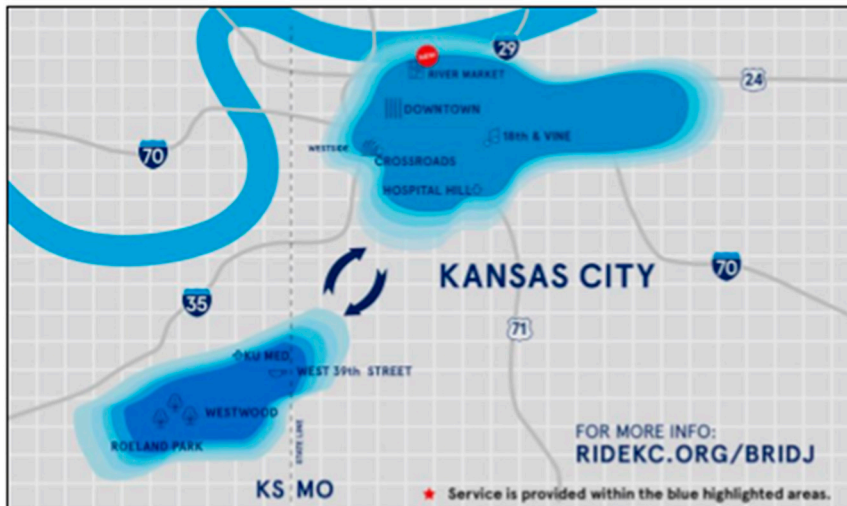 29
NEW
RIVER MARKET
24
DOWNTOWN
18th & VINE
70
WESTSIDE
CROSSROADS
HOSPITAL HILL
KANSAS CITY
70
35
71
KU MED
WEST 39th STREET
WESTWOOD
ROELAND PARK
STATE LINE
FOR MORE INFO:
RIDEKC.ORG/BRIDJ
KS MO
★ Service is provided within the blue highlighted areas.